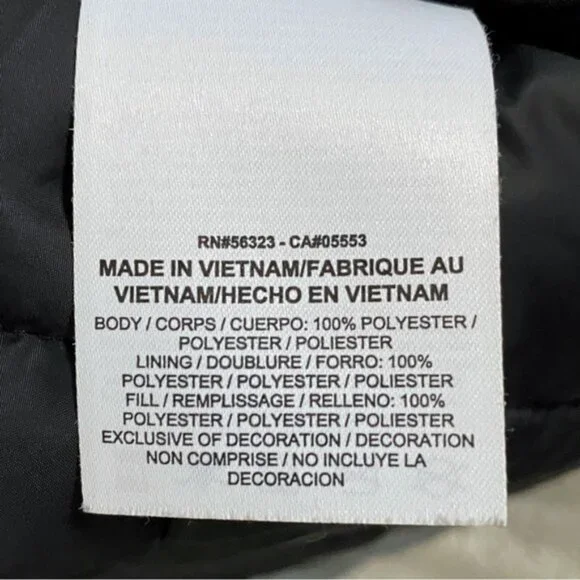 RN#56323 - CA#05553
MADE IN VIETNAM/FABRIQUE AU
VIETNAM/HECHO EN VIETNAM
BODY / CORPS / CUERPO: 100% POLYESTER /
POLYESTER / POLIESTER
LINING / DOUBLURE / FORRO: 100%
POLYESTER / POLYESTER / POLIESTER
FILL / REMPLISSAGE / RELLENO: 100%
POLYESTER / POLYESTER / POLIESTER
EXCLUSIVE OF DECORATION / DECORATION
NON COMPRISE / NO INCLUYE LA
DECORACION